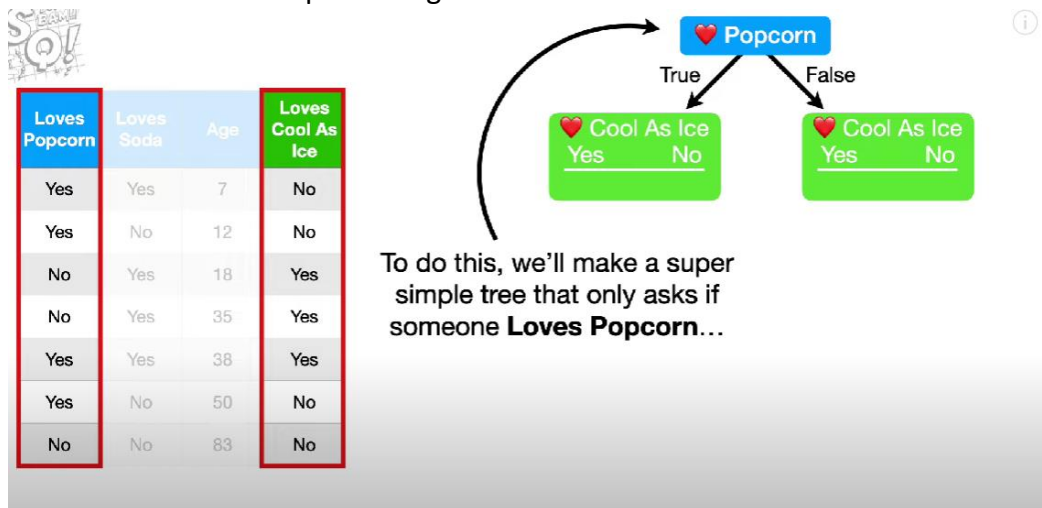 ♥ Popcorn
True False
♥ Cool As Ice ♥ Cool As Ice
Yes No Yes No
Loves Popcorn Loves Soda Age Loves Cool As Ice
Yes Yes 7 No
Yes No 12 No
No Yes 18 Yes
No Yes 35 Yes
Yes Yes 38 Yes
Yes No 50 No
No No 83 No
To do this, we'll make a super
simple tree that only asks if
someone Loves Popcorn…